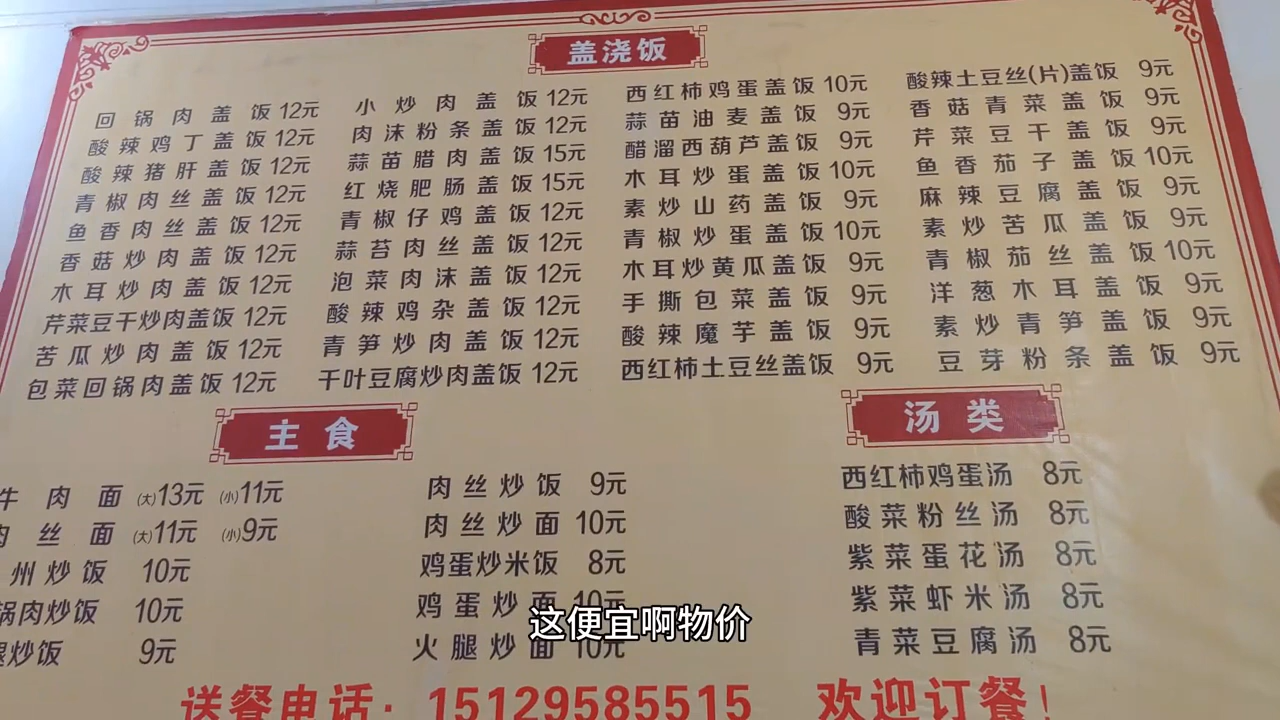 盖浇饭
回锅肉盖饭 12元
酸辣鸡丁盖饭 12元
酸辣猪肝盖饭 12元
青椒肉丝盖饭 12元
鱼香肉丝盖饭 12元
香菇炒肉盖饭 12元
木耳炒肉盖饭 12元
芹菜豆干炒肉盖饭 12元
苦瓜炒肉盖饭 12元
包菜回锅肉盖饭 12元
小炒肉盖饭 12元
肉沫粉条盖饭 12元
蒜苗腊肉盖饭 15元
红烧肥肠盖饭 15元
青椒仔鸡盖饭 12元
蒜苔肉丝盖饭 12元
泡菜肉沫盖饭 12元
酸辣鸡杂盖饭 12元
青笋炒肉盖饭 12元
千叶豆腐炒肉盖饭 12元
西红柿鸡蛋盖饭 10元
蒜苗油麦盖饭 9元
醋溜西葫芦盖饭 9元
木耳炒蛋盖饭 10元
素炒山药盖饭 9元
青椒炒蛋盖饭 10元
木耳炒黄瓜盖饭 9元
手撕包菜盖饭 9元
酸辣魔芋盖饭 9元
西红柿土豆丝盖饭 9元
酸辣土豆丝(片)盖饭 9元
香菇青菜盖饭 9元
芹菜豆干盖饭 9元
鱼香茄子盖饭 10元
麻辣豆腐盖饭 9元
素炒苦瓜盖饭 9元
青椒茄丝盖饭 10元
洋葱木耳盖饭 9元
素炒青笋盖饭 9元
豆芽粉条盖饭 9元
主食
牛肉面 (大)13元 (小)11元
肉丝面 (大)11元 (小)9元
州炒饭 10元
锅肉炒饭 10元
腿炒饭 9元
肉丝炒饭 9元
肉丝炒面 10元
鸡蛋炒米饭 8元
鸡蛋炒面 10元
火腿炒面 10元
汤类
西红柿鸡蛋汤 8元
酸菜粉丝汤 8元
紫菜蛋花汤 8元
紫菜虾米汤 8元
青菜豆腐汤 8元
这便宜啊物价
送餐电话: 15129585515 欢迎订餐!